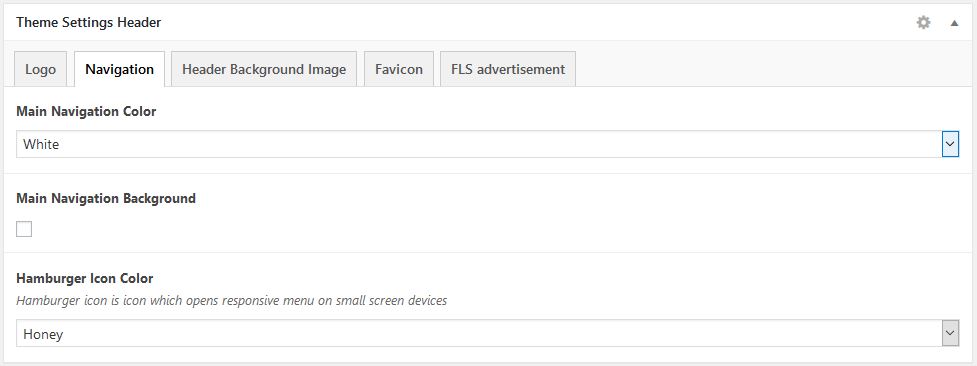 Theme Settings Header
Logo Navigation Header Background Image Favicon FLS advertisement
Main Navigation Color
White
Main Navigation Background
Hamburger Icon Color
Hamburger icon is icon which opens responsive menu on small screen devices
Honey